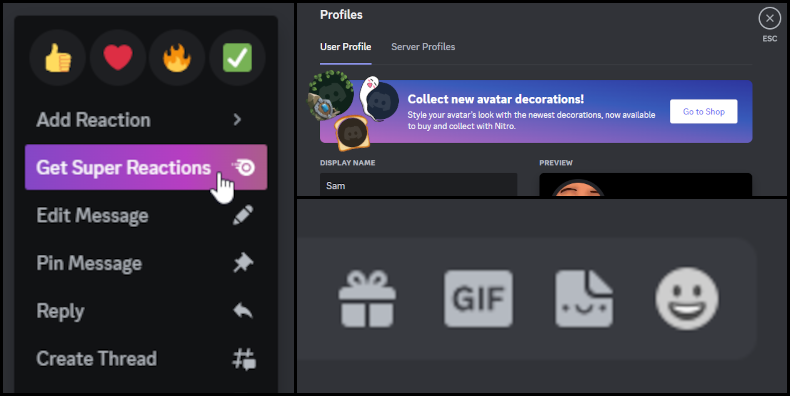 Add Reaction
Get Super Reactions
Edit Message
Pin Message
Reply
Create Thread
Profiles
ESC
User Profile
Server Profiles
Collect new avatar decorations!
Style your avatar's look with the newest decorations, now available
to buy and collect with Nitro.
Go to Shop
DISPLAY NAME
PREVIEW
Sam
GIF